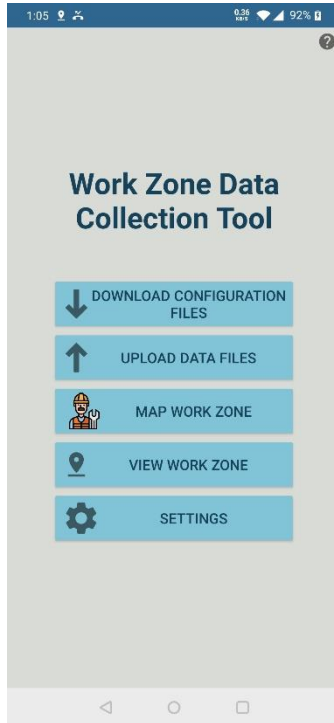 1:05 0.36 KB/S 92%
?
Work Zone Data
Collection Tool
DOWNLOAD CONFIGURATION
FILES
UPLOAD DATA FILES
MAP WORK ZONE
VIEW WORK ZONE
SETTINGS